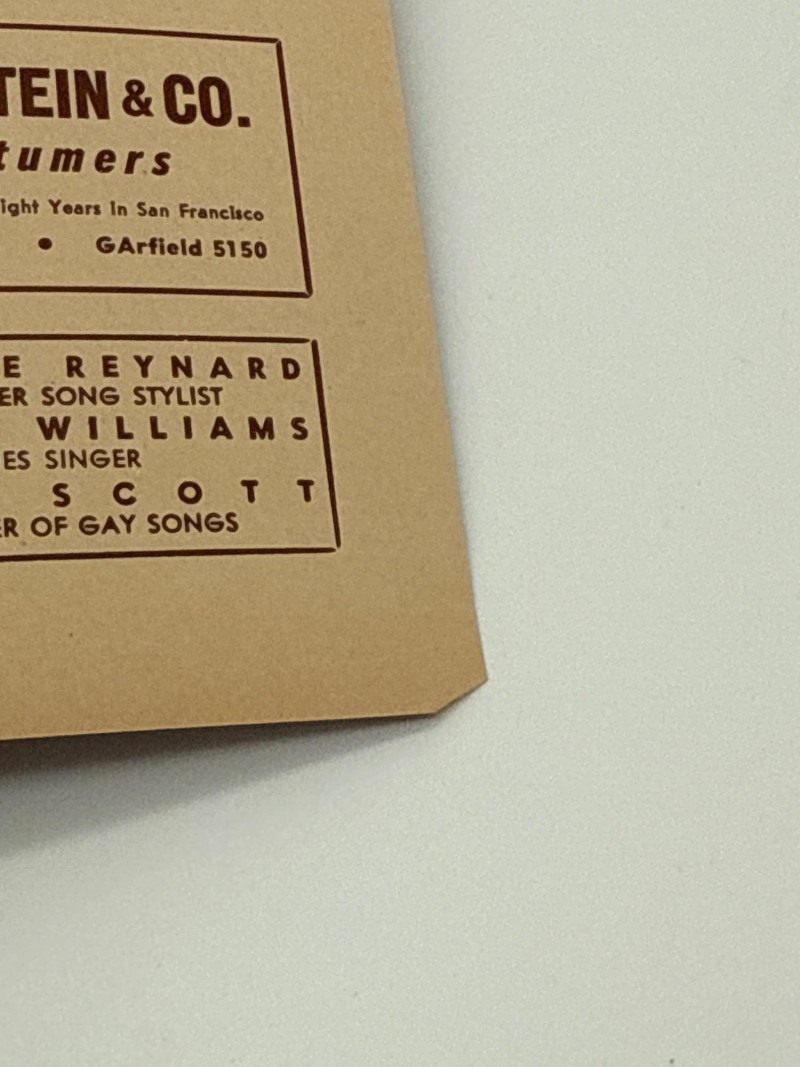 TEIN & CO.
tumers
ight Years in San Francisco
• GArfield 5150
E REYNARD
ER SONG STYLIST
WILLIAMS
ES SINGER
SCOTT
ER OF GAY SONGS